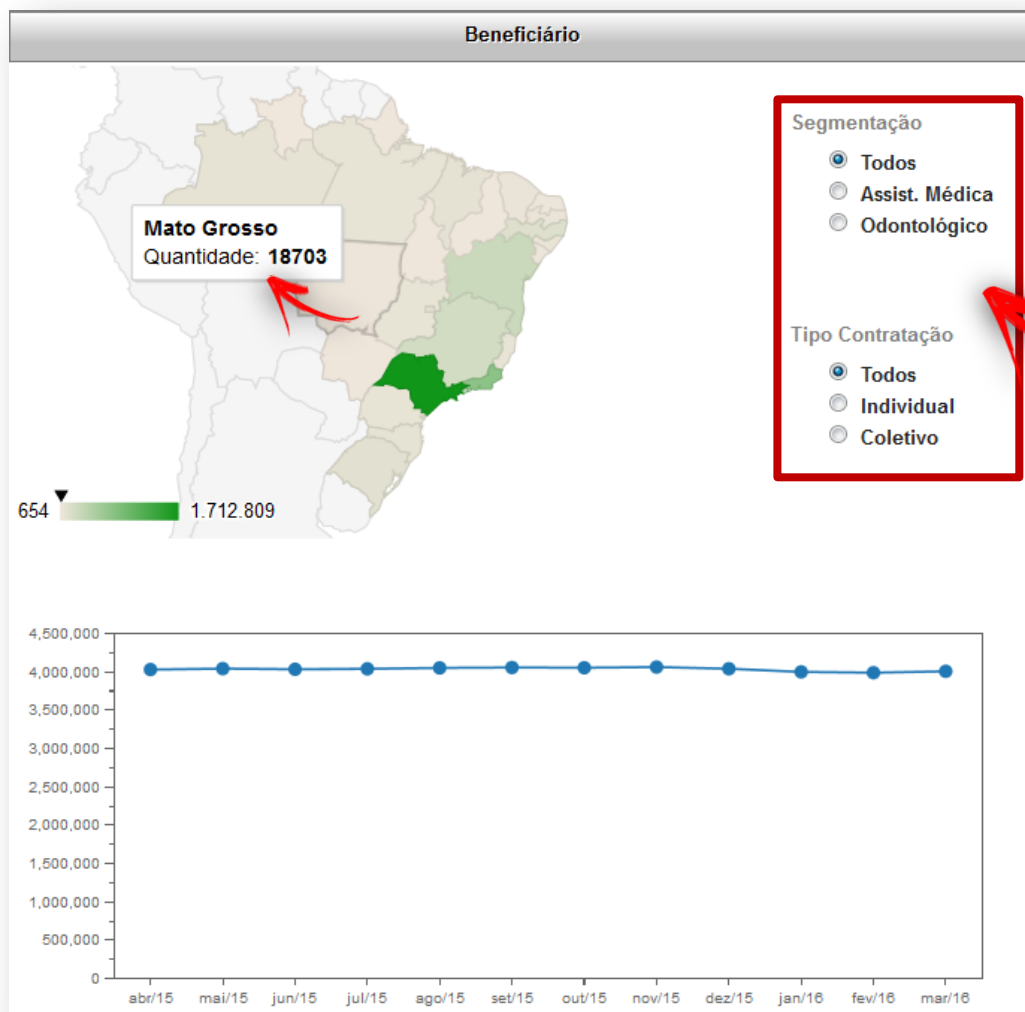 Beneficiário
Segmentação
Todos
Assist. Médica
Odontológico
Mato Grosso
Quantidade: 18703
Tipo Contratação
Todos
Individual
Coletivo
654
1.712.809
4,500,000
4,000,000
3,500,000
3,000,000
2,500,000
2,000,000
1,500,000
1,000,000
500,000
0
abr/15 mai/15 jun/15 jul/15 ago/15 set/15 out/15 nov/15 dez/15 jan/16 fev/16 mar/16